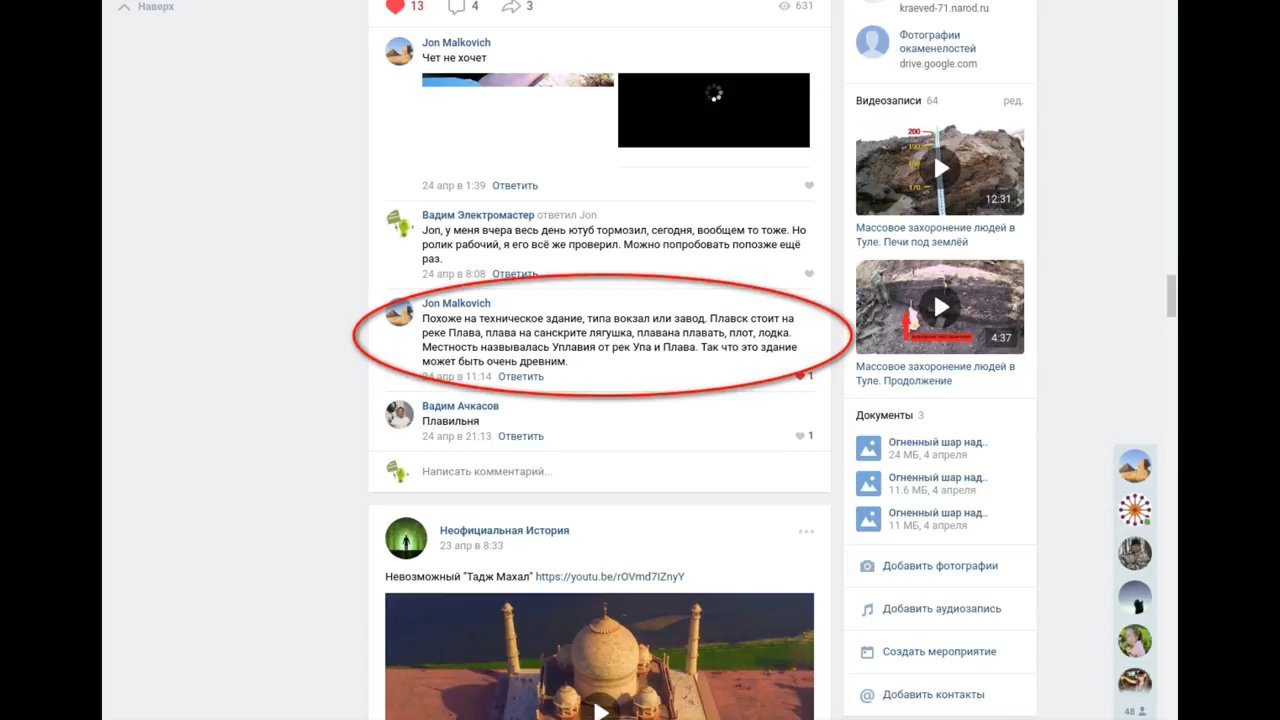 Наверх
13
4
3
631
Jon Malkovich
Чет не хочет
24 апр в 1:39 Ответить
Вадим Электромастер ответил Jon
Jon, у меня вчера весь день ютуб тормозил, сегодня, вообщем то тоже. Но
ролик рабочий, я его всё же проверил. Можно попробовать попозже ещё
раз.
24 апр в 8:08 Ответить
Jon Malkovich
Похоже на техническое здание, типа вокзал или завод. Плавск стоит на
реке Плава, плава на санскрите лягушка, плавана плавать, плот, лодка.
Местность называлась Уплавия от рек Упа и Плава. Так что это здание
может быть очень древним.
24 апр в 11:14 Ответить
1
Вадим Ачкасов
Плавильня
24 апр в 21:13 Ответить
1
Написать комментарий...
Неофициальная История
23 апр в 8:33
Невозможный "Тадж Махал" https://youtu.be/rOVmd7IZnyY
kraeved-71.narod.ru
Фотографии
окаменелостей
drive.google.com
Видеозаписи 64
ред.
200
190
170
12:31
Массовое захоронение людей в
Туле. Печи под землёй
4:37
Массовое захоронение людей в
Туле. Продолжение
Документы 3
Огненный шар над..
24 МБ, 4 апреля
Огненный шар над..
11.6 МБ, 4 апреля
Огненный шар над..
11 МБ, 4 апреля
Добавить фотографии
Добавить аудиозапись
Создать мероприятие
Добавить контакты
48